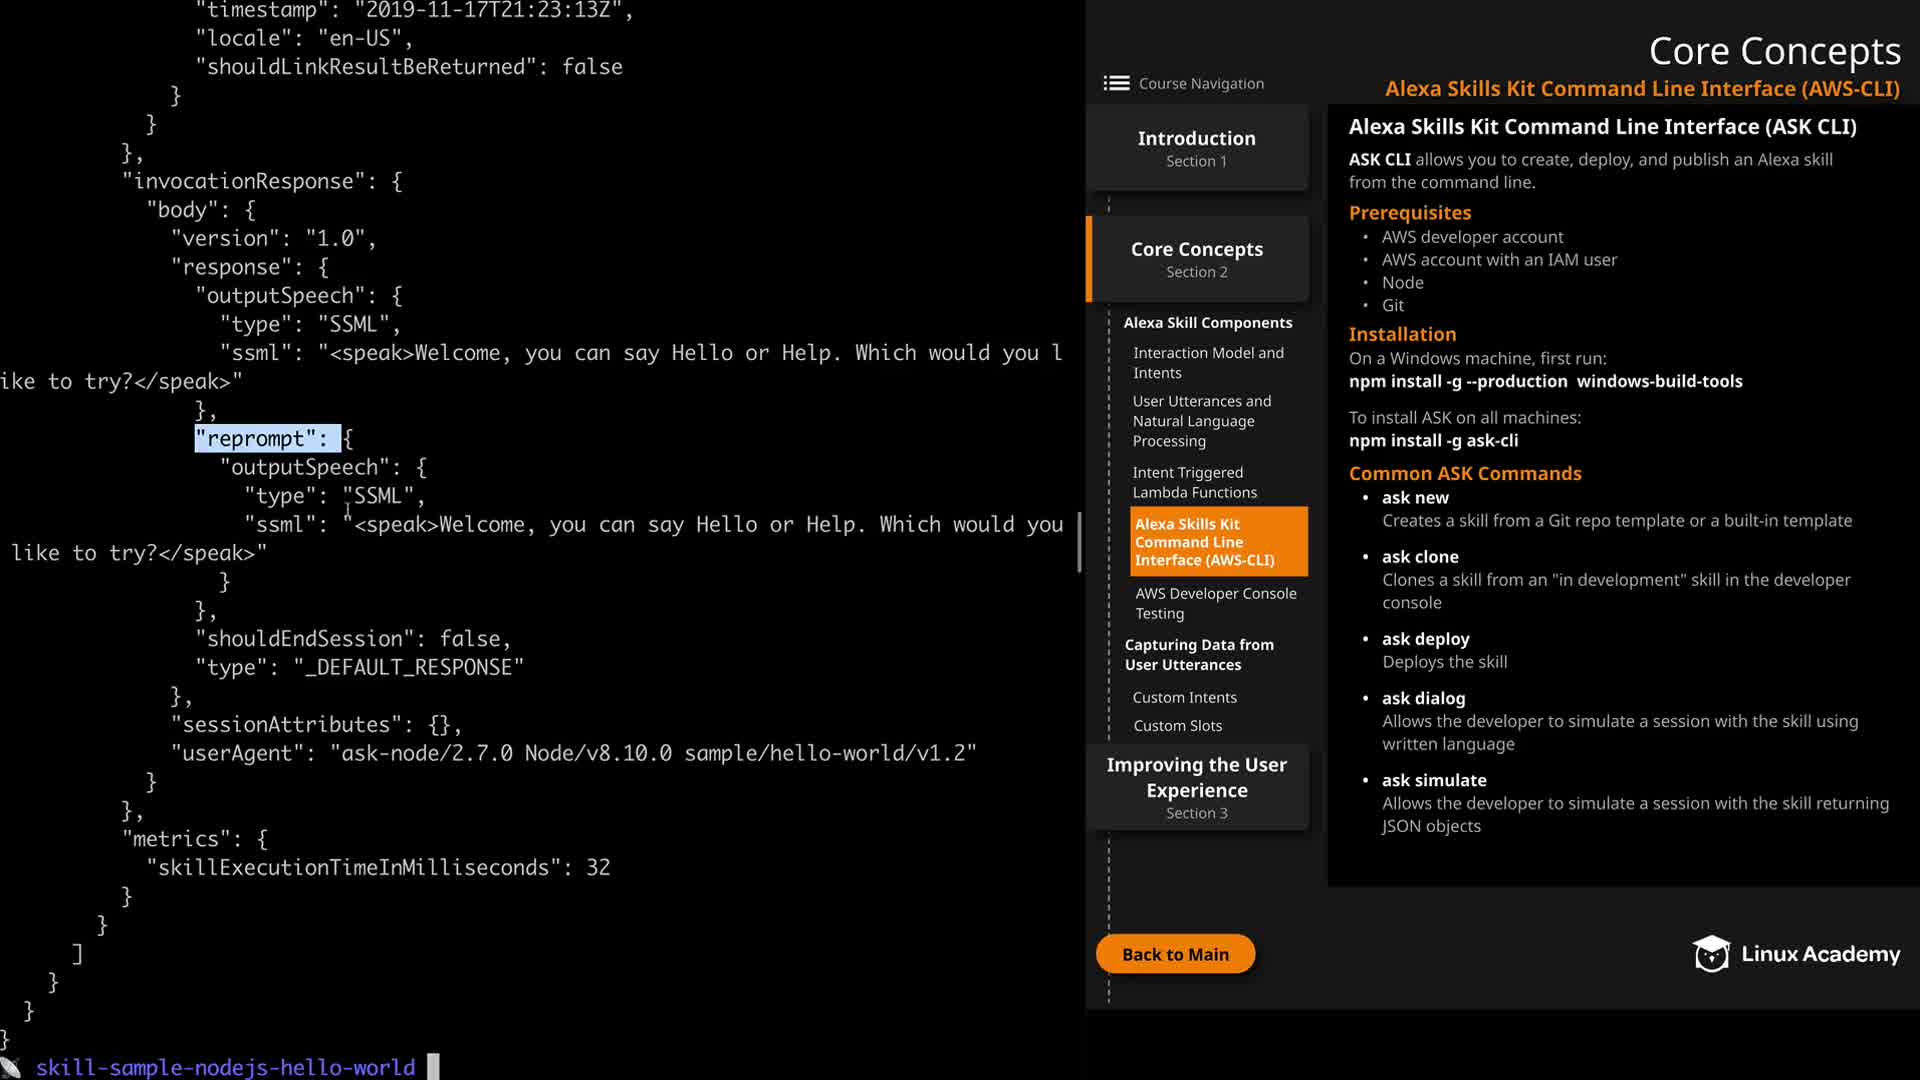 "timestamp": "2019-11-17T21:23:13Z",
"locale": "en-US",
"shouldLinkResultBeReturned": false
}
}
},
"invocationResponse": {
"body": {
"version": "1.0",
"response": {
"outputSpeech": {
"type": "SSML",
"ssml": "<speak>Welcome, you can say Hello or Help. Which would you l
ike to try?</speak>"
},
"reprompt": {
"outputSpeech": {
"type": "SSML",
"ssml": "<speak>Welcome, you can say Hello or Help. Which would you
like to try?</speak>"
}
},
"shouldEndSession": false,
"type": "_DEFAULT_RESPONSE"
},
"sessionAttributes": {},
"userAgent": "ask-node/2.7.0 Node/v8.10.0 sample/hello-world/v1.2"
}
},
"metrics": {
"skillExecutionTimeInMilliseconds": 32
}
}
]
}
}
}
skill-sample-nodejs-hello-world
Core Concepts
Course Navigation
Alexa Skills Kit Command Line Interface (AWS-CLI)
Introduction
Section 1
Core Concepts
Section 2
Alexa Skill Components
Interaction Model and
Intents
User Utterances and
Natural Language
Processing
Intent Triggered
Lambda Functions
Alexa Skills Kit
Command Line
Interface (AWS-CLI)
AWS Developer Console
Testing
Capturing Data from
User Utterances
Custom Intents
Custom Slots
Improving the User
Experience
Section 3
Back to Main
Alexa Skills Kit Command Line Interface (ASK CLI)
ASK CLI allows you to create, deploy, and publish an Alexa skill
from the command line.
Prerequisites
• AWS developer account
• AWS account with an IAM user
• Node
• Git
Installation
On a Windows machine, first run:
npm install -g --production windows-build-tools
To install ASK on all machines:
npm install -g ask-cli
Common ASK Commands
• ask new
Creates a skill from a Git repo template or a built-in template
• ask clone
Clones a skill from an "in development" skill in the developer
console
• ask deploy
Deploys the skill
• ask dialog
Allows the developer to simulate a session with the skill using
written language
• ask simulate
Allows the developer to simulate a session with the skill returning
JSON objects
Linux Academy